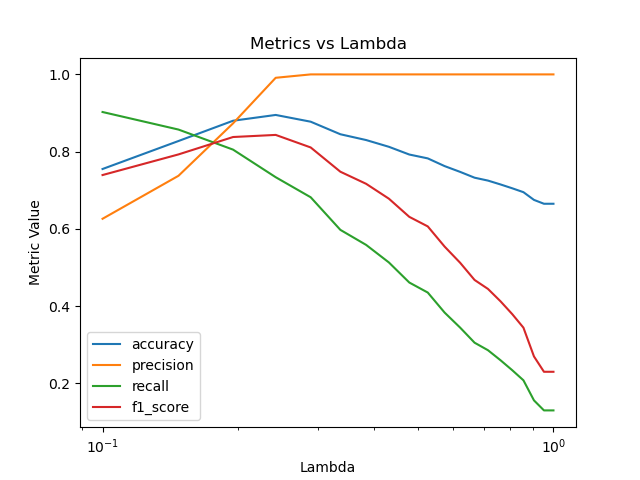 Metrics vs Lambda
1.0
0.8
0.6
0.4
0.2
Metric Value
accuracy
precision
recall
f1_score
10⁻¹
10⁰
Lambda